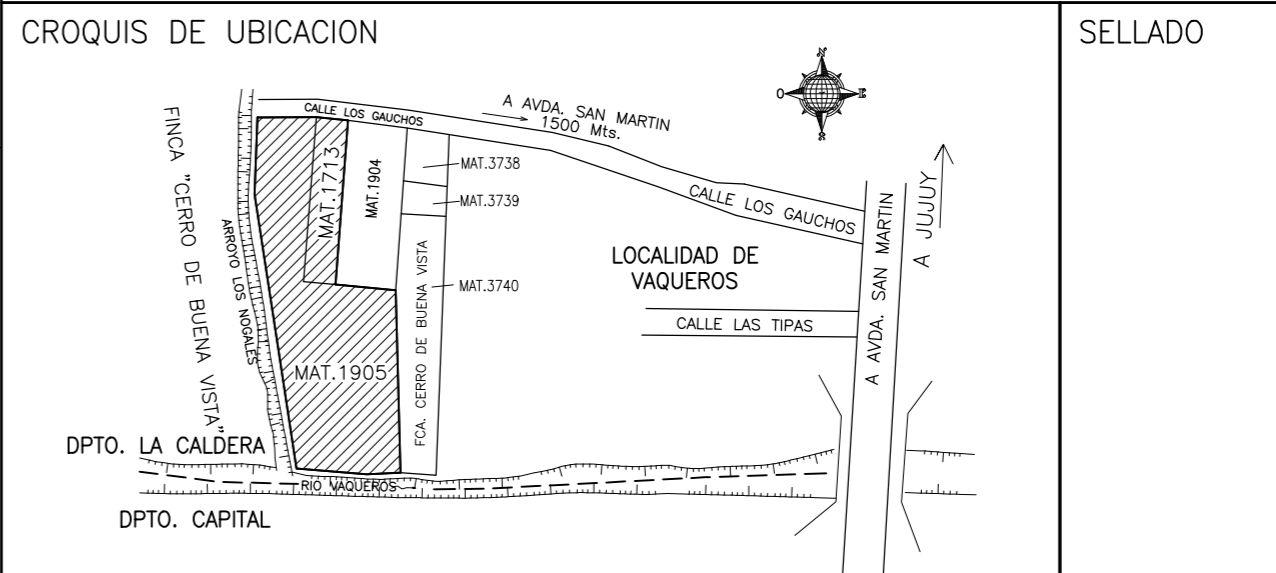 CROQUIS DE UBICACION
SELLADO
N
O
E
S
CALLE LOS GAUCHOS
A AVDA. SAN MARTIN
1500 Mts.
FINCA "CERRO DE BUENA VISTA"
ARROYO LOS NOGALES
MAT.1713
MAT.1904
MAT.3738
MAT.3739
MAT.3740
FCA. CERRO DE BUENA VISTA
MAT.1905
CALLE LOS GAUCHOS
LOCALIDAD DE
VAQUEROS
CALLE LAS TIPAS
A AVDA. SAN MARTIN
A JUJUY
DPTO. LA CALDERA
RIO VAQUEROS
DPTO. CAPITAL